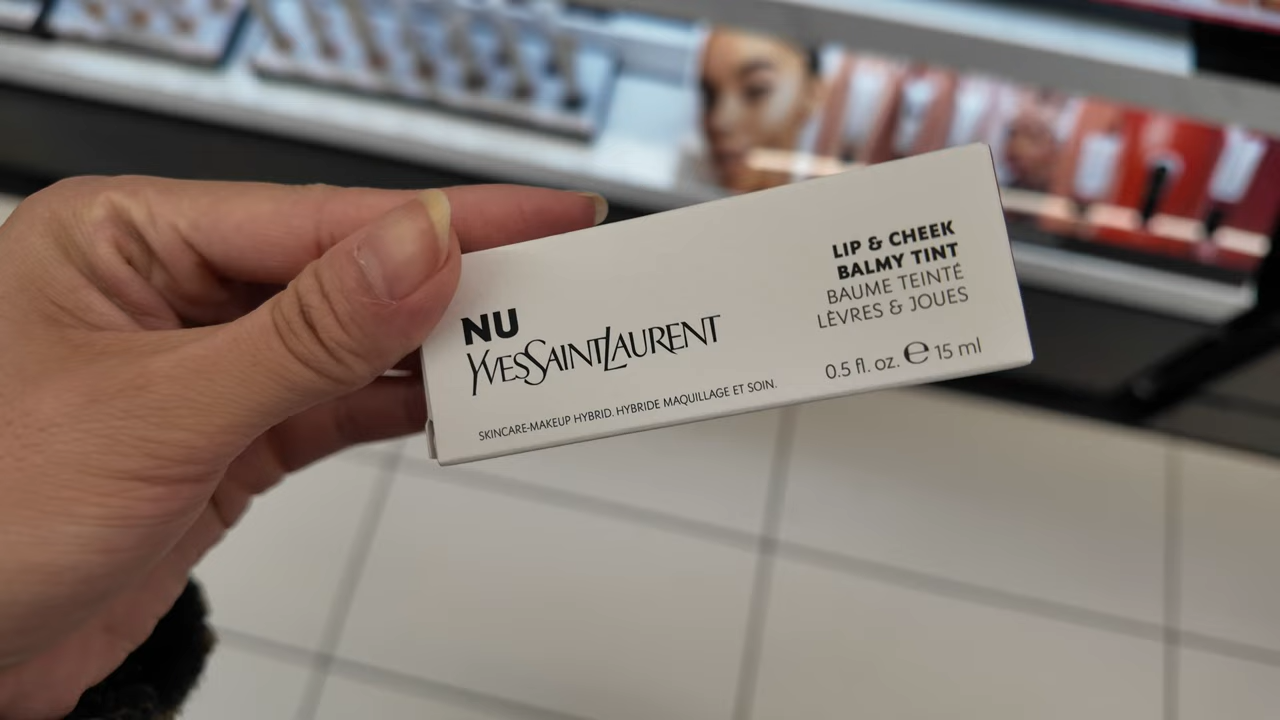 NU
YVESSAINTLAURENT
SKINCARE-MAKEUP HYBRID. HYBRIDE MAQUILLAGE ET SOIN.
LIP & CHEEK
BALMY TINT
BAUME TEINTÉ
LÈVRES & JOUES
0.5 fl. oz. ℮ 15 ml